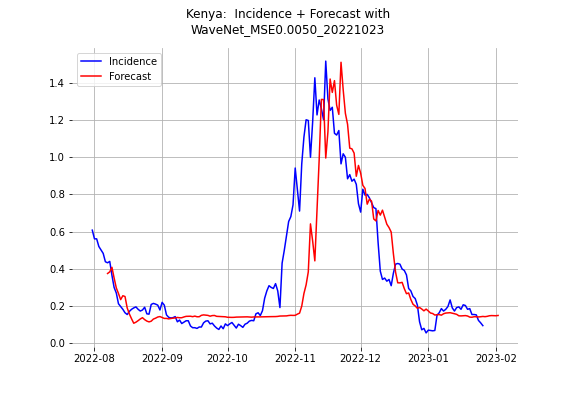 Kenya:  Incidence + Forecast with
WaveNet_MSE0.0050_20221023
Incidence
Forecast
1.4
1.2
1.0
0.8
0.6
0.4
0.2
0.0
2022-08 2022-09 2022-10 2022-11 2022-12 2023-01 2023-02